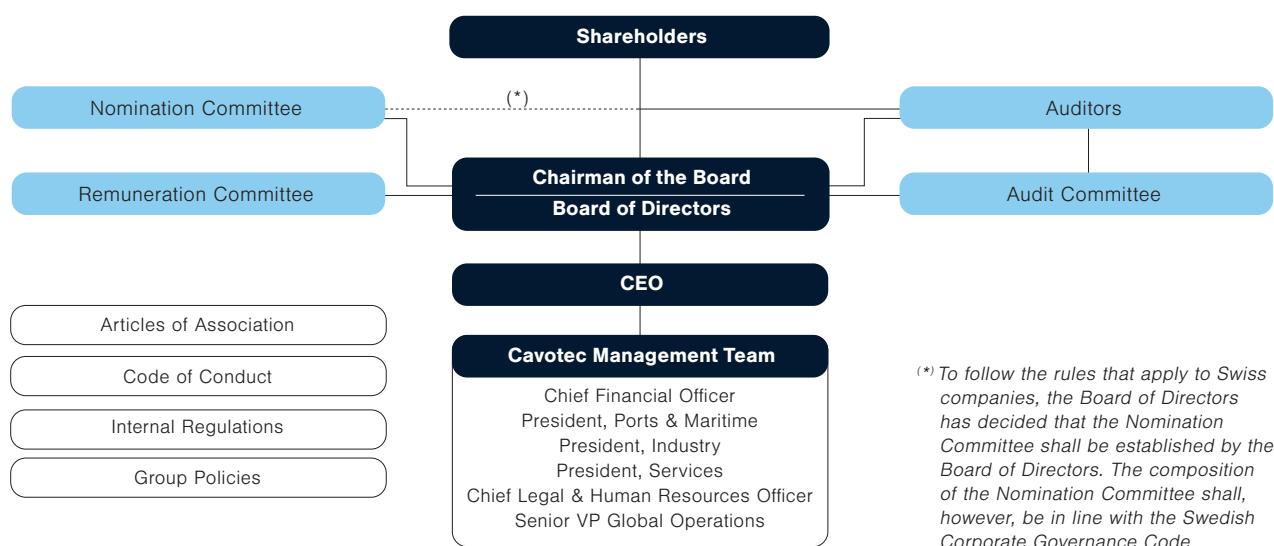 Shareholders
Nomination Committee
(*)
Auditors
Remuneration Committee
Chairman of the Board
Board of Directors
Audit Committee
CEO
Articles of Association
Code of Conduct
Internal Regulations
Group Policies
Cavotec Management Team
Chief Financial Officer
President, Ports & Maritime
President, Industry
President, Services
Chief Legal & Human Resources Officer
Senior VP Global Operations
(*) To follow the rules that apply to Swiss
companies, the Board of Directors
has decided that the Nomination
Committee shall be established by the
Board of Directors. The composition
of the Nomination Committee shall,
however, be in line with the Swedish
Corporate Governance Code